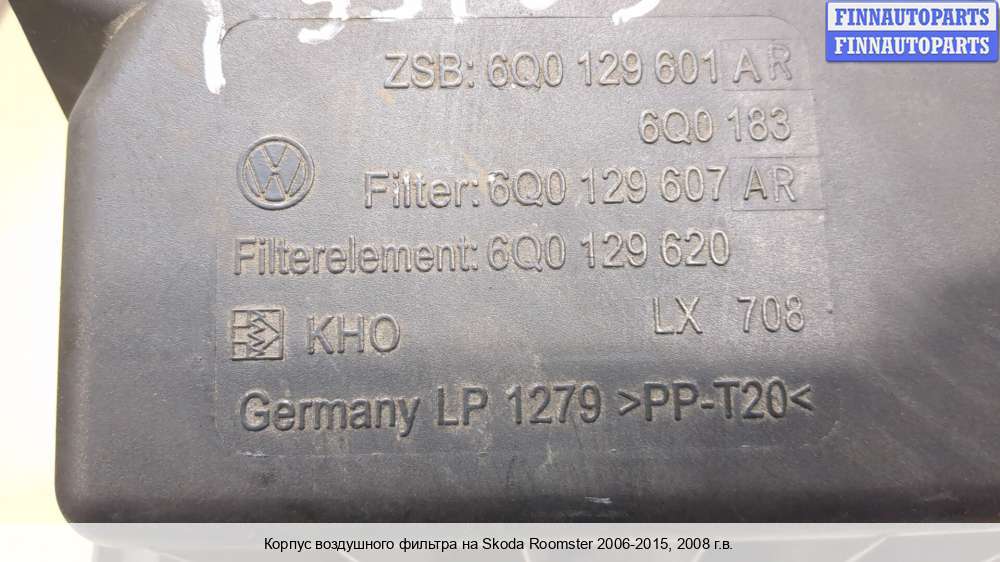 FINNAUTOPARTS
FINNAUTOPARTS
ZSB: 6Q0 129 601 AR
6Q0 183
Filter: 6Q0 129 607 AR
Filterelement: 6Q0 129 620
KHO LX 708
Germany LP 1279 >PP-T20<
Корпус воздушного фильтра на Skoda Roomster 2006-2015, 2008 г.в.